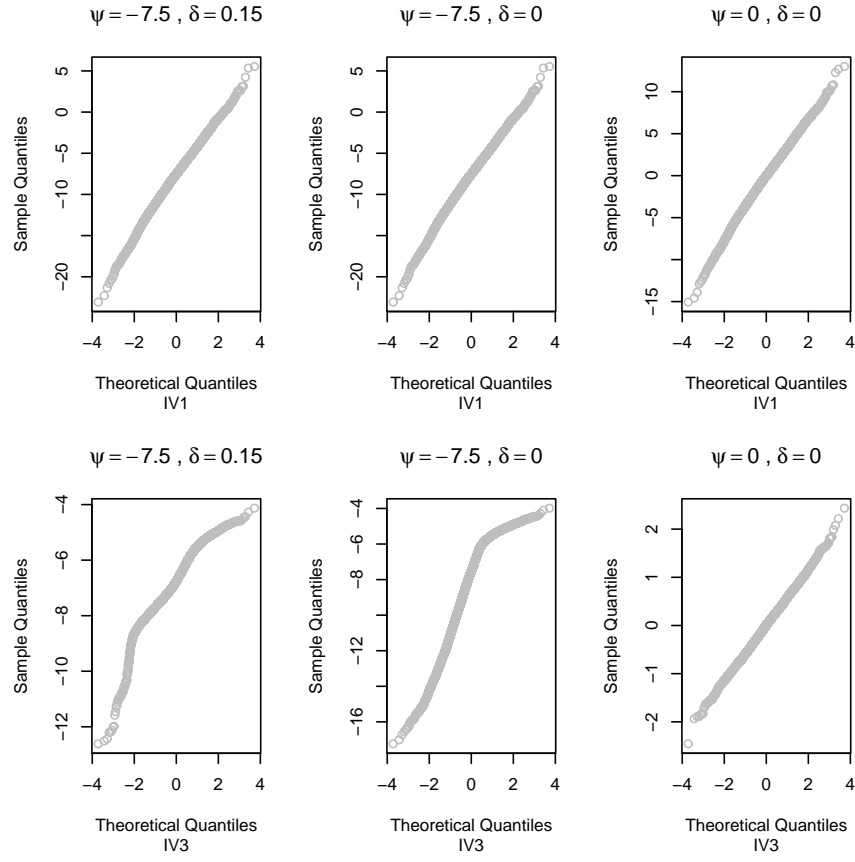 ψ = −7.5 , δ = 0.15
Sample Quantiles
5
0
−5
−10
−20
−4 −2 0 2 4
Theoretical Quantiles
IV1
ψ = −7.5 , δ = 0
Sample Quantiles
5
0
−5
−10
−20
−4 −2 0 2 4
Theoretical Quantiles
IV1
ψ = 0 , δ = 0
Sample Quantiles
10
5
0
−5
−15
−4 −2 0 2 4
Theoretical Quantiles
IV1
ψ = −7.5 , δ = 0.15
Sample Quantiles
−4
−6
−8
−10
−12
−4 −2 0 2 4
Theoretical Quantiles
IV3
ψ = −7.5 , δ = 0
Sample Quantiles
−4
−6
−8
−12
−16
−4 −2 0 2 4
Theoretical Quantiles
IV3
ψ = 0 , δ = 0
Sample Quantiles
2
1
0
−1
−2
−4 −2 0 2 4
Theoretical Quantiles
IV3